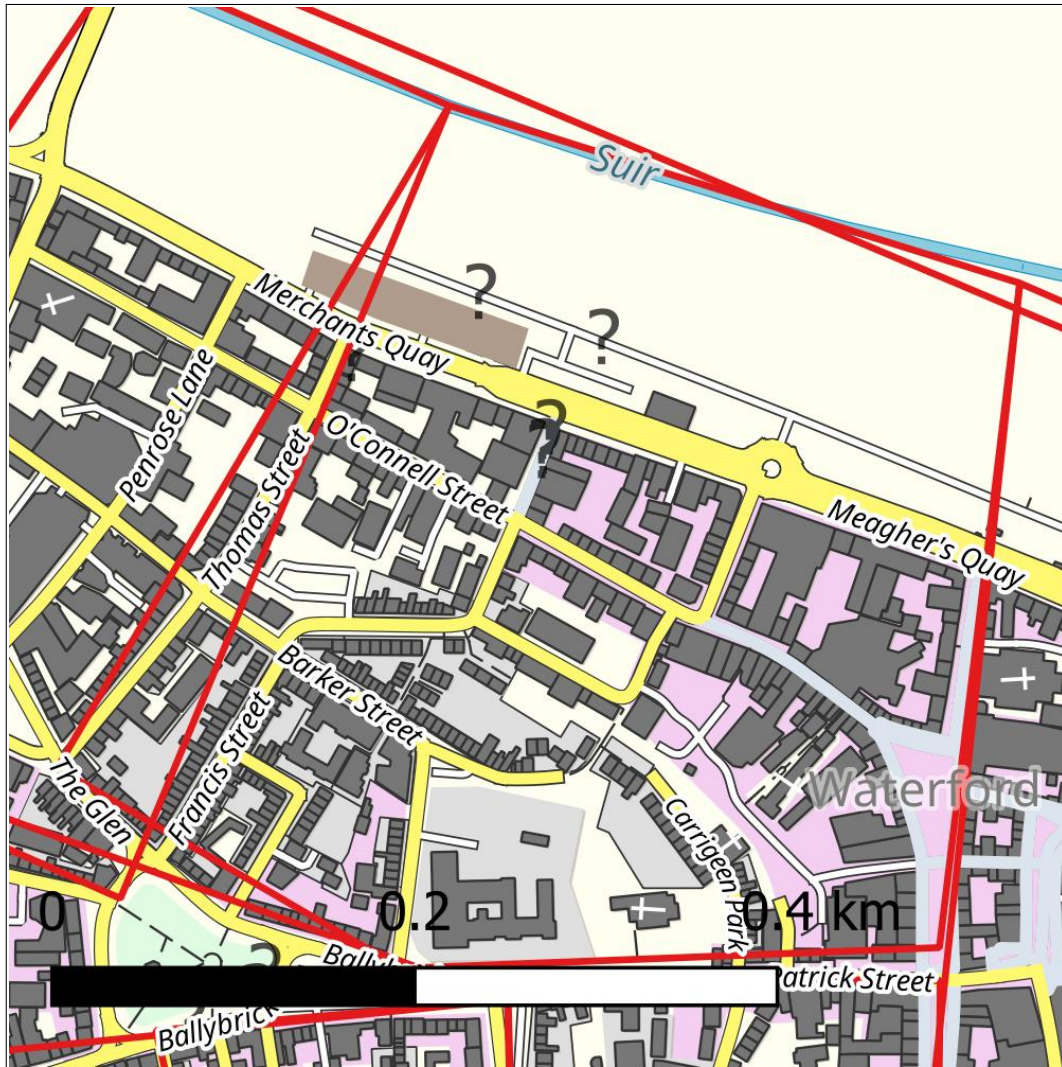 Suir
?
?
Merchants Quay
?
Penrose Lane
O'Connell Street
Thomas Street
Meagher's Quay
Barker Street
Francis Street
The Glen
Waterford
Carrigeen Park
0 0.2 0.4 km
Patrick Street